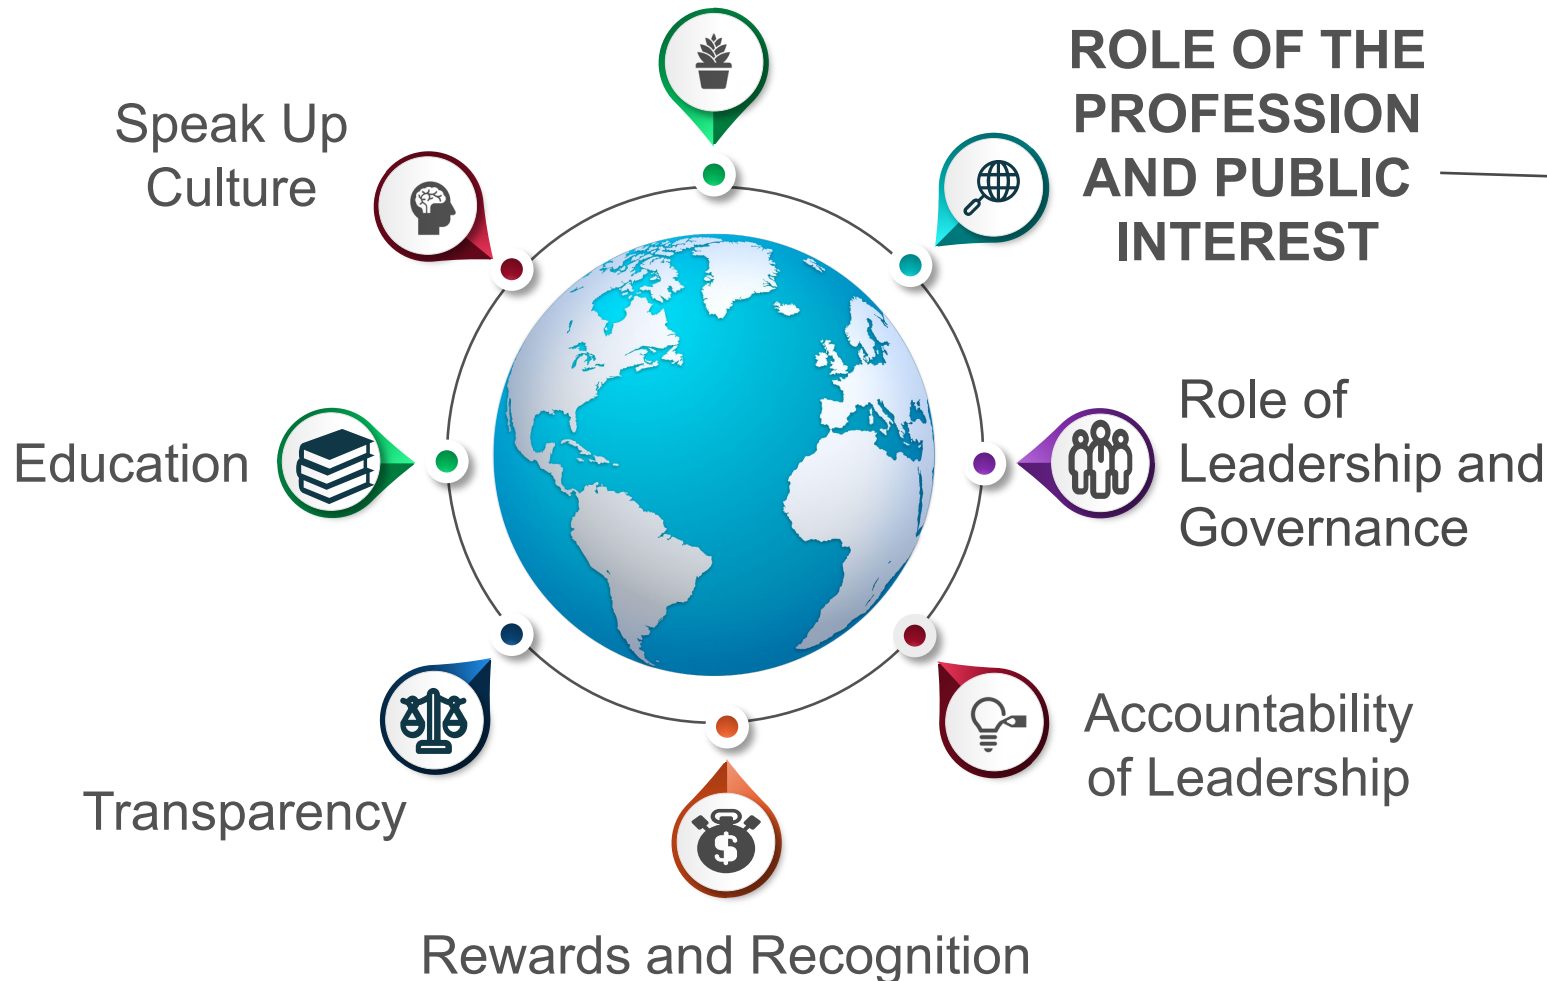 ROLE OF THE
PROFESSION
AND PUBLIC
INTEREST
Speak Up
Culture
Role of
Leadership and
Governance
Education
Accountability
of Leadership
Transparency
$
Rewards and Recognition